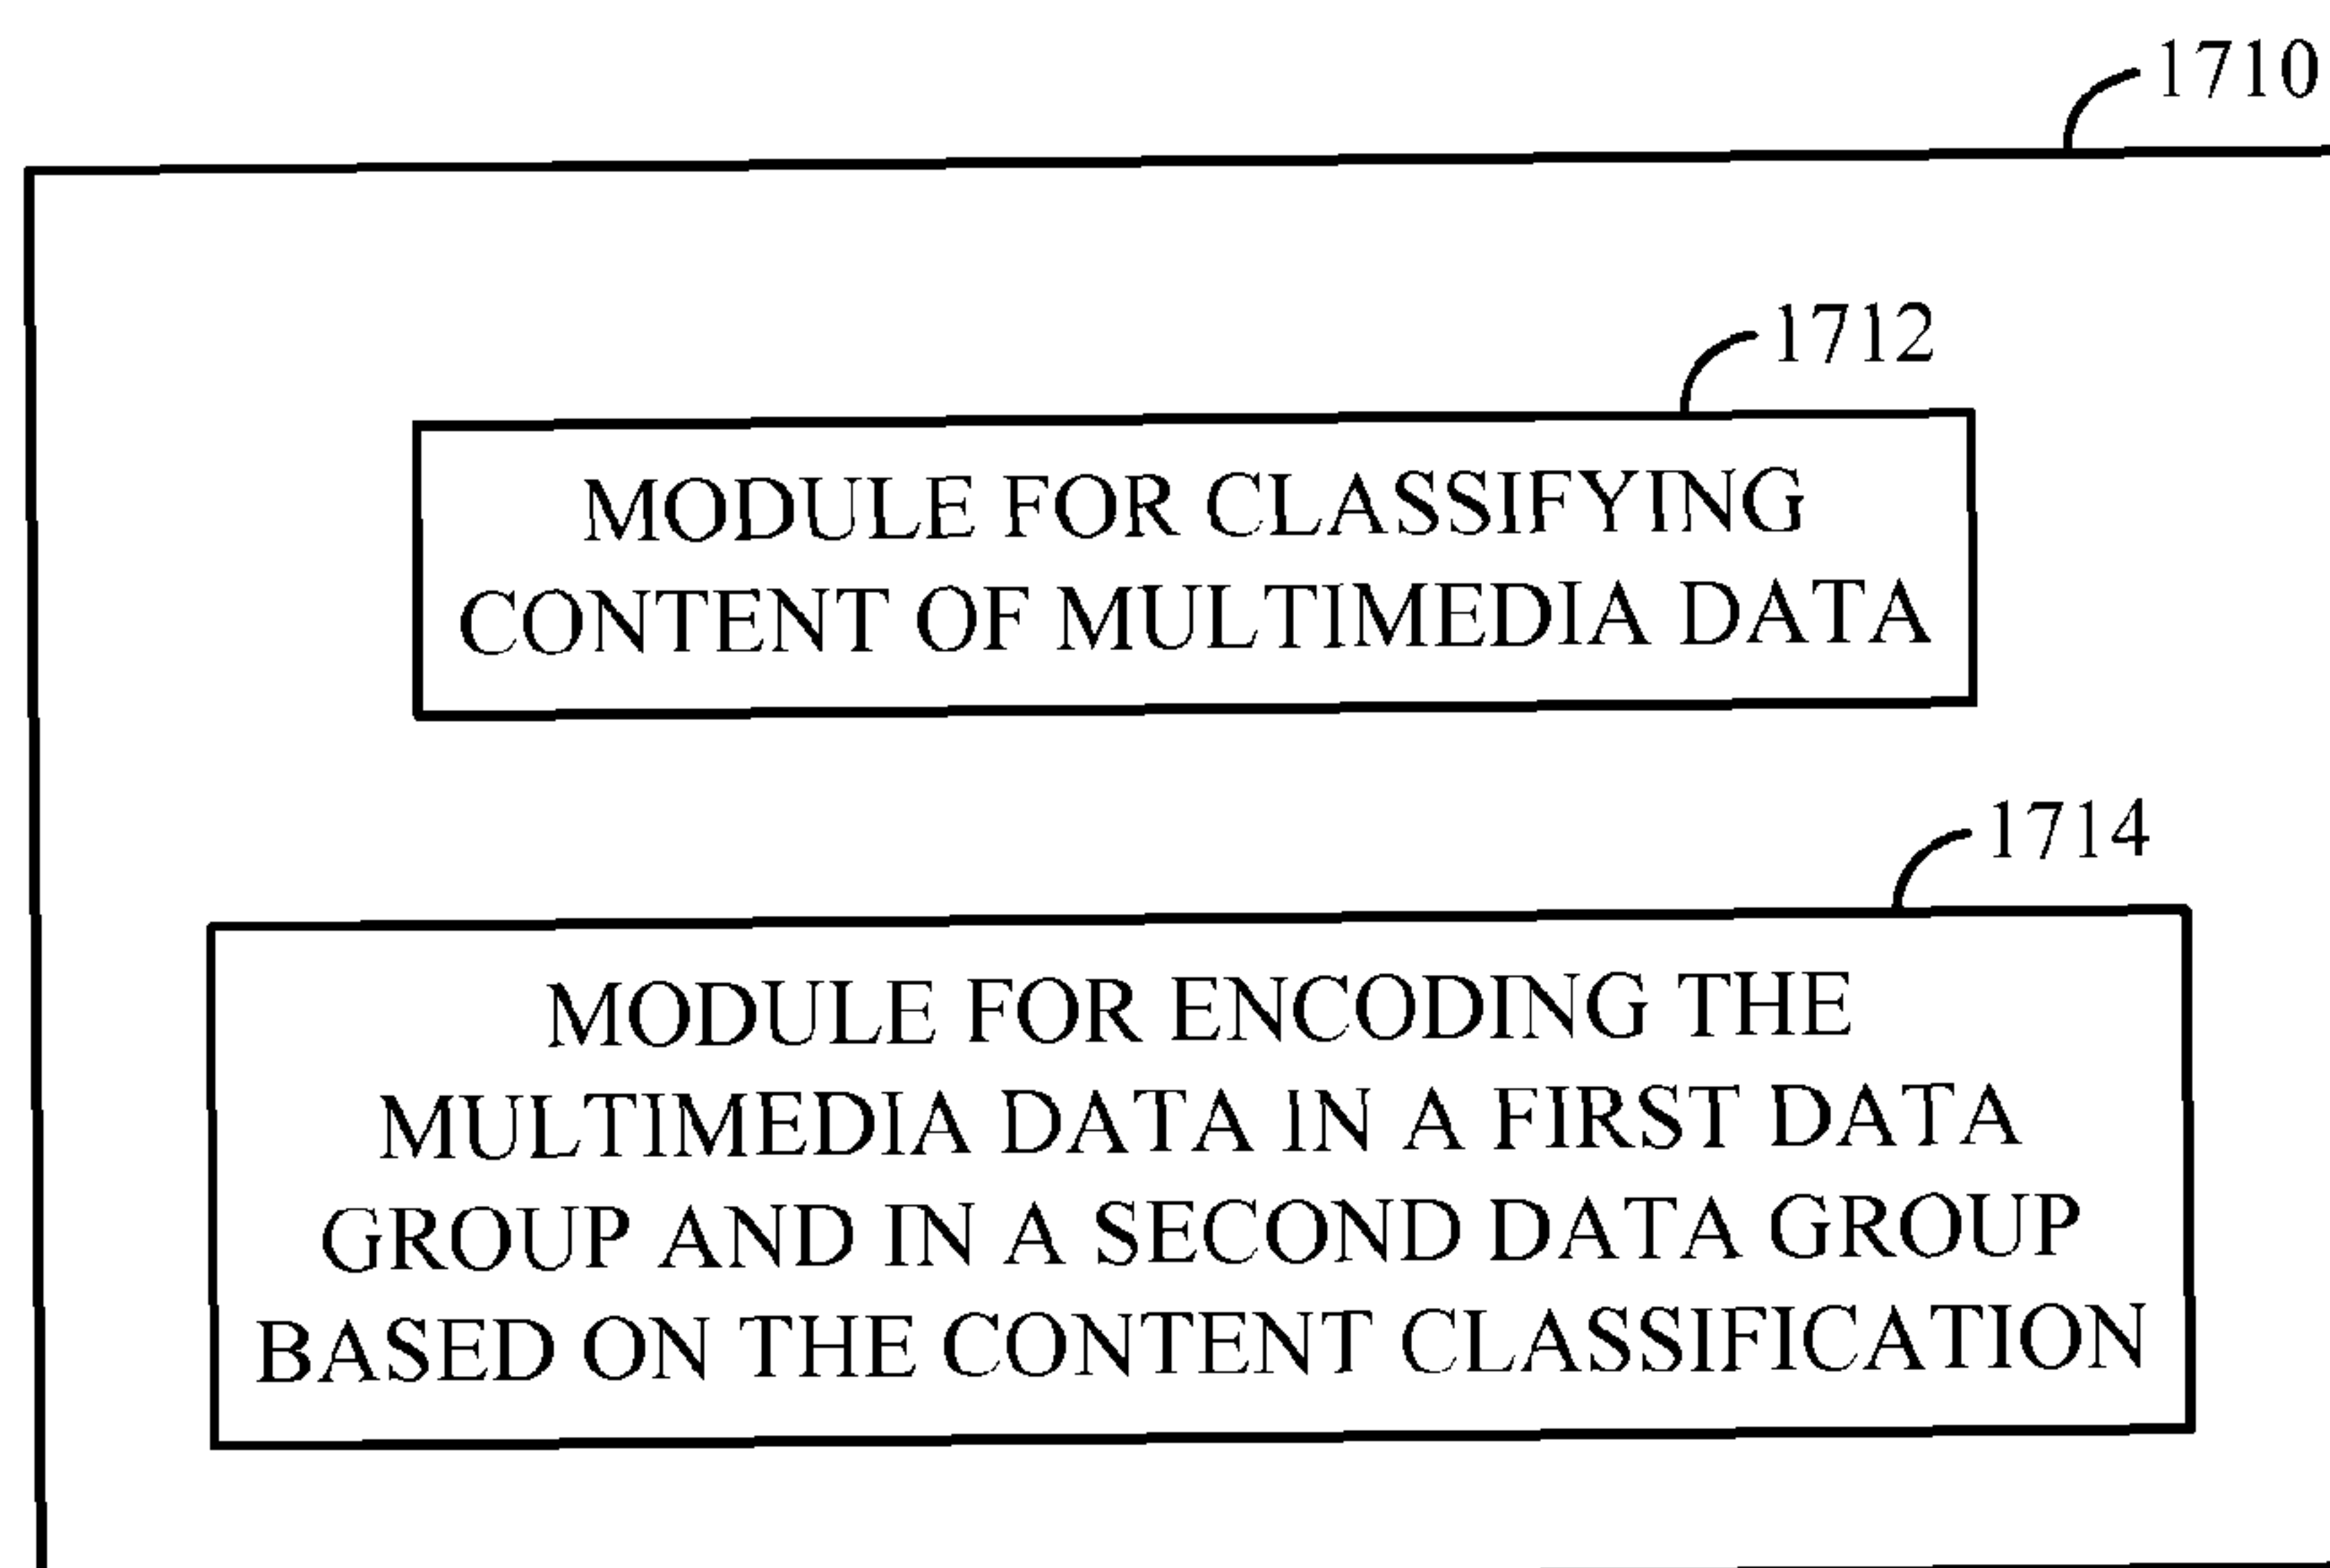 1710
1712
MODULE FOR CLASSIFYING
CONTENT OF MULTIMEDIA DATA
1714
MODULE FOR ENCODING THE
MULTIMEDIA DATA IN A FIRST DATA
GROUP AND IN A SECOND DATA GROUP
BASED ON THE CONTENT CLASSIFICATION